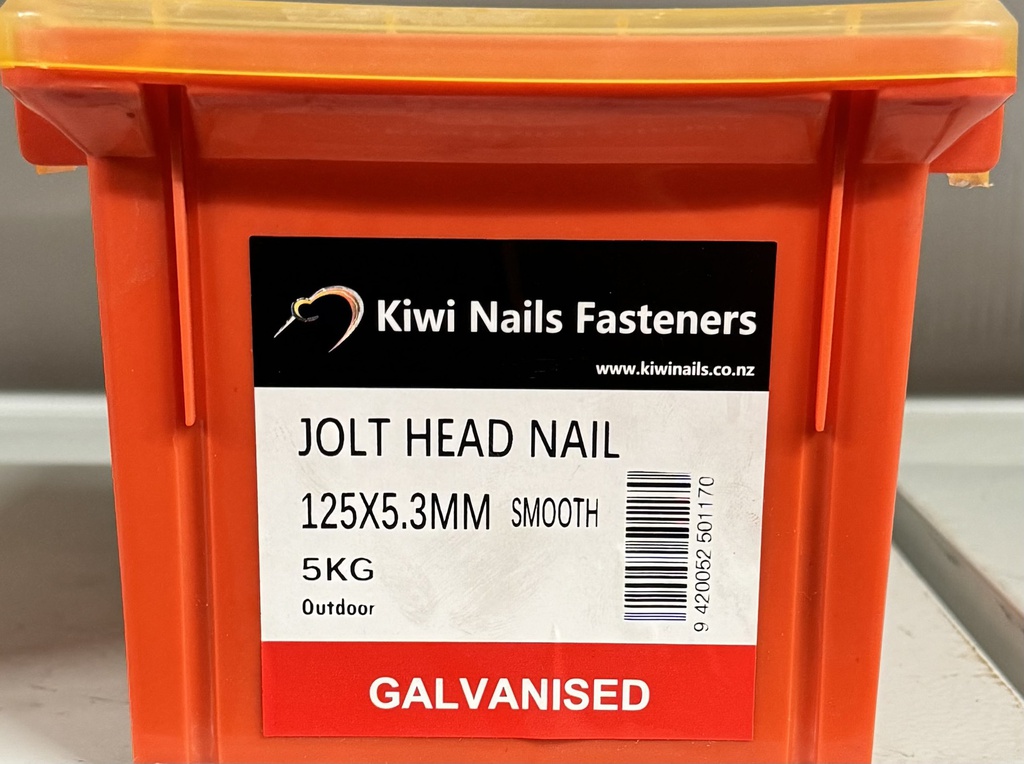 Kiwi Nails Fasteners
www.kiwinails.co.nz
JOLT HEAD NAIL
125X5.3MM SMOOTH
5KG
Outdoor
9 420052 501170
GALVANISED